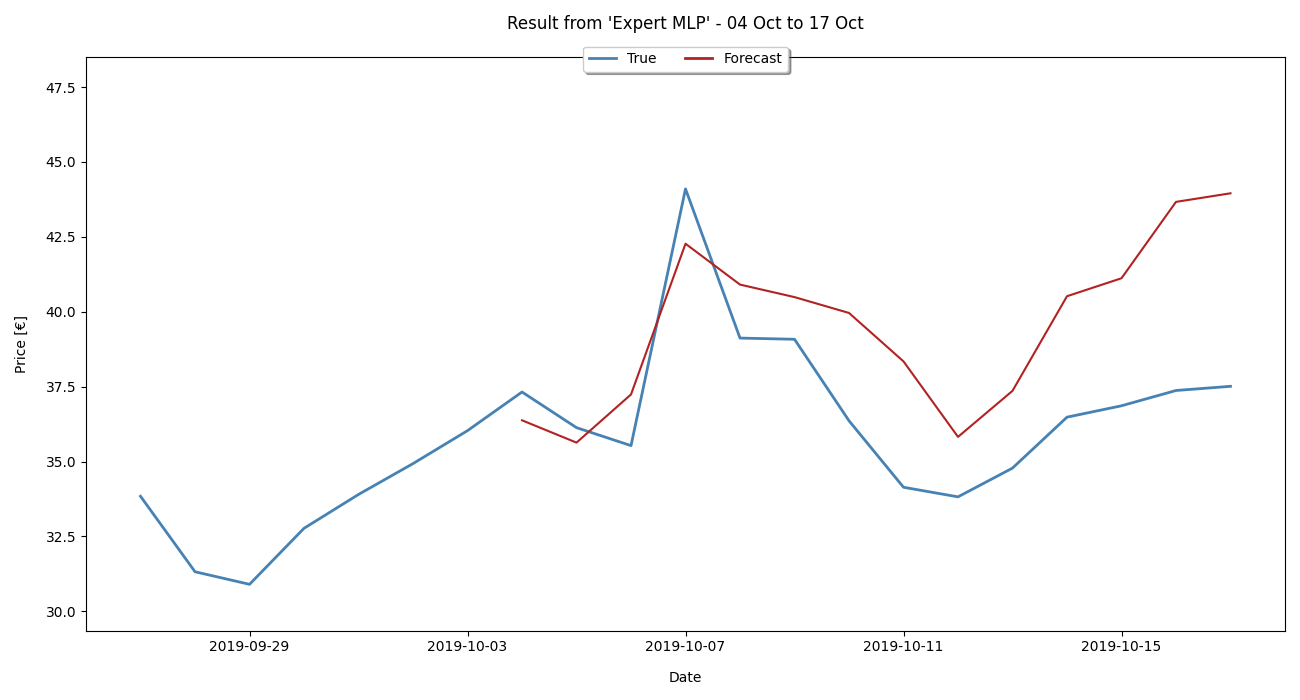 Result from 'Expert MLP' - 04 Oct to 17 Oct
True Forecast
47.5
45.0
42.5
40.0
37.5
35.0
32.5
30.0
Price [€]
2019-09-29 2019-10-03 2019-10-07 2019-10-11 2019-10-15
Date